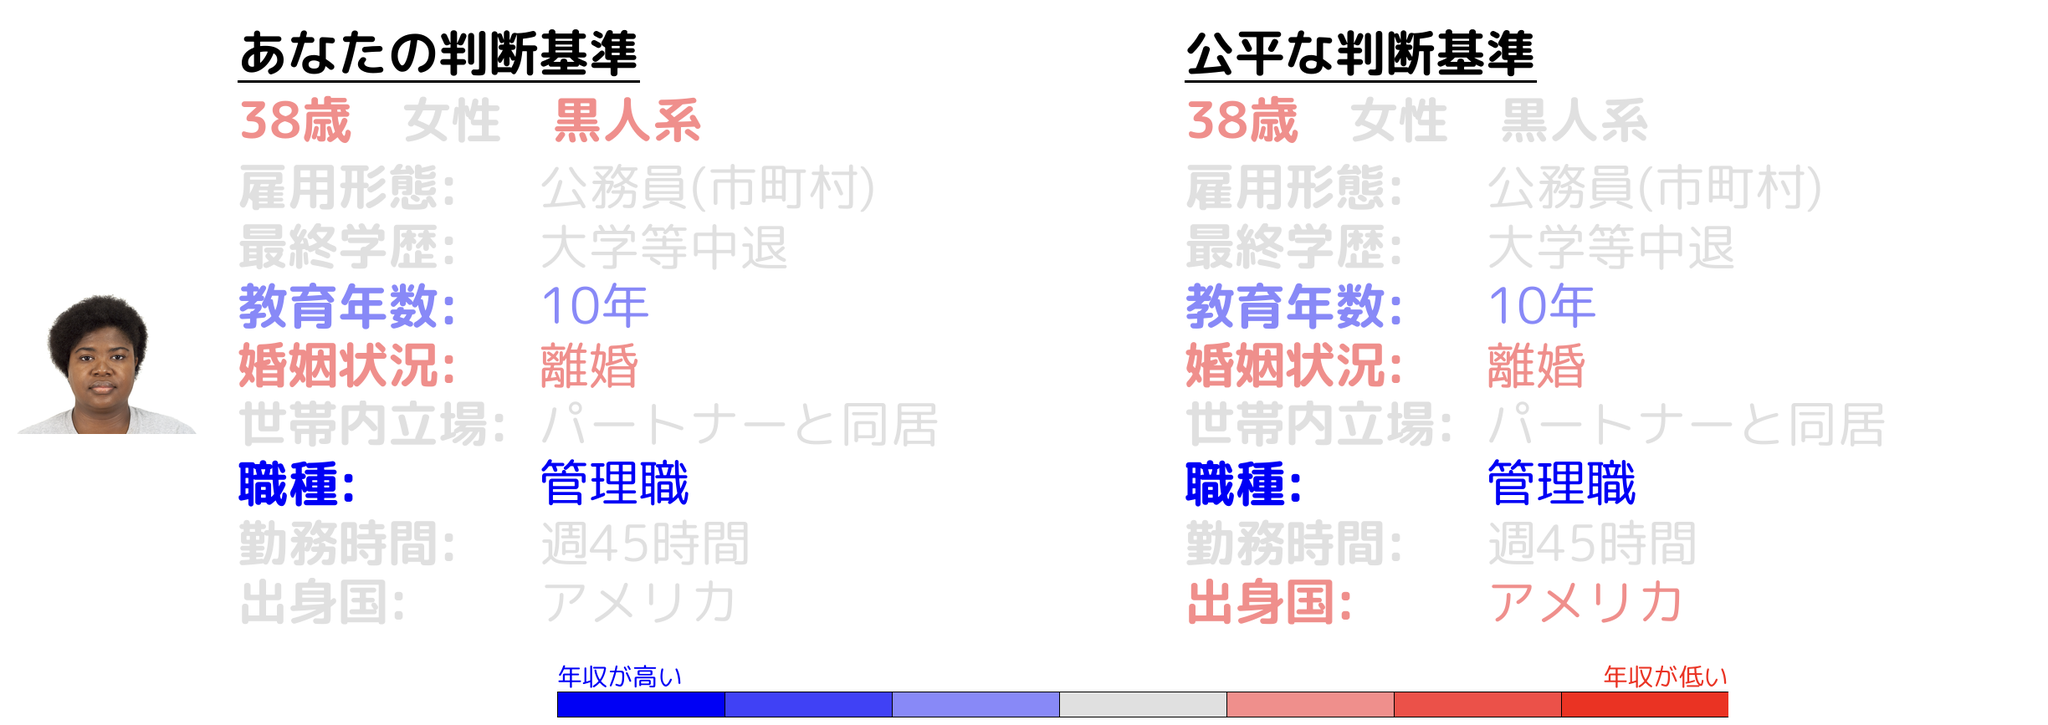 あなたの判断基準
38歳 女性 黒人系
雇用形態: 公務員(市町村)
最終学歴: 大学等中退
教育年数: 10年
婚姻状況: 離婚
世帯内立場: パートナーと同居
職種: 管理職
勤務時間: 週45時間
出身国: アメリカ
公平な判断基準
38歳 女性 黒人系
雇用形態: 公務員(市町村)
最終学歴: 大学等中退
教育年数: 10年
婚姻状況: 離婚
世帯内立場: パートナーと同居
職種: 管理職
勤務時間: 週45時間
出身国: アメリカ
年収が高い
年収が低い